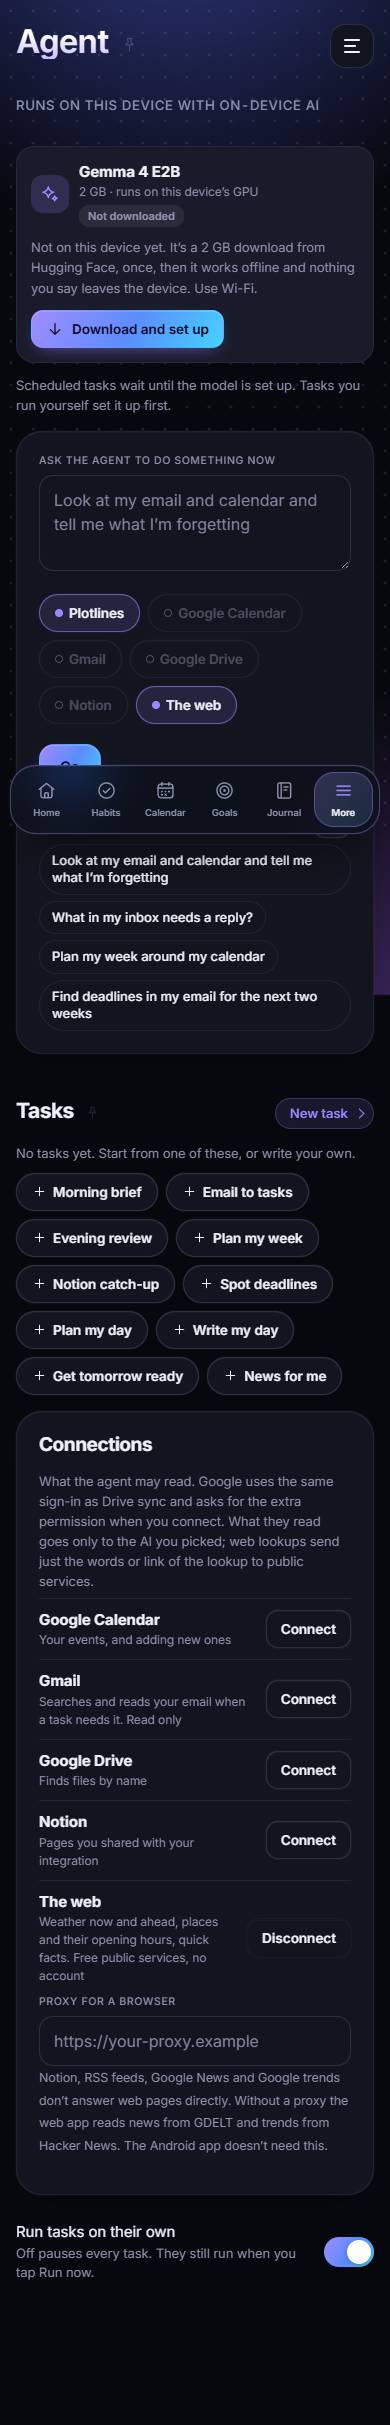 Agent
RUNS ON THIS DEVICE WITH ON-DEVICE AI
Gemma 4 E2B
2 GB · runs on this device's GPU
Not downloaded
Not on this device yet. It's a 2 GB download from
Hugging Face, once, then it works offline and nothing
you say leaves the device. Use Wi-Fi.
Download and set up
Scheduled tasks wait until the model is set up. Tasks you
run yourself set it up first.
ASK THE AGENT TO DO SOMETHING NOW
Look at my email and calendar and
tell me what I'm forgetting
Plotlines
Google Calendar
Gmail
Google Drive
Notion
The web
Home
Habits
Calendar
Goals
Journal
More
Look at my email and calendar and tell me
what I'm forgetting
What in my inbox needs a reply?
Plan my week around my calendar
Find deadlines in my email for the next two
weeks
Tasks
New task
No tasks yet. Start from one of these, or write your own.
Morning brief
Email to tasks
Evening review
Plan my week
Notion catch-up
Spot deadlines
Plan my day
Write my day
Get tomorrow ready
News for me
Connections
What the agent may read. Google uses the same
sign-in as Drive sync and asks for the extra
permission when you connect. What they read
goes only to the AI you picked; web lookups send
just the words or link of the lookup to public
services.
Google Calendar
Your events, and adding new ones
Connect
Gmail
Searches and reads your email when
a task needs it. Read only
Connect
Google Drive
Finds files by name
Connect
Notion
Pages you shared with your
integration
Connect
The web
Weather now and ahead, places
and their opening hours, quick
facts. Free public services, no
account
Disconnect
PROXY FOR A BROWSER
https://your-proxy.example
Notion, RSS feeds, Google News and Google trends
don't answer web pages directly. Without a proxy the
web app reads news from GDELT and trends from
Hacker News. The Android app doesn't need this.
Run tasks on their own
Off pauses every task. They still run when you
tap Run now.